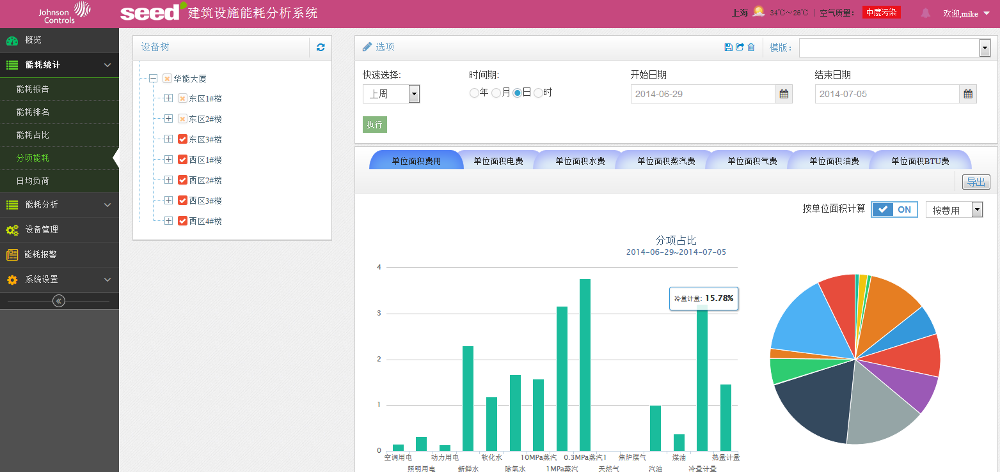 Johnson Controls
seed 建筑设施能耗分析系统
上海 34℃～26℃ | 空气质量： 中度污染 欢迎,mike
概览
能耗统计
能耗报告
能耗排名
能耗占比
分项能耗
日均负荷
能耗分析
设备管理
能耗报警
系统设置
设备树
华能大厦
东区1#楼
东区2#楼
东区3#楼
西区1#楼
西区2#楼
西区3#楼
西区4#楼
选项 模版：
快速选择: 时间期: 开始日期 结束日期
上周 年 月 日 时 2014-06-29 2014-07-05
执行
单位面积费用 单位面积电费 单位面积水费 单位面积蒸汽费 单位面积气费 单位面积油费 单位面积BTU费
导出
按单位面积计算 ON 按费用
分项占比
2014-06-29~2014-07-05
冷量计量: 15.78%
4
3
2
1
0
空调用电 动力用电 软化水 10MPa蒸汽 0.3MPa蒸汽1 焦炉煤气 煤油 热量计量
照明用电 新鲜水 除氧水 1MPa蒸汽 天然气 汽油 冷量计量